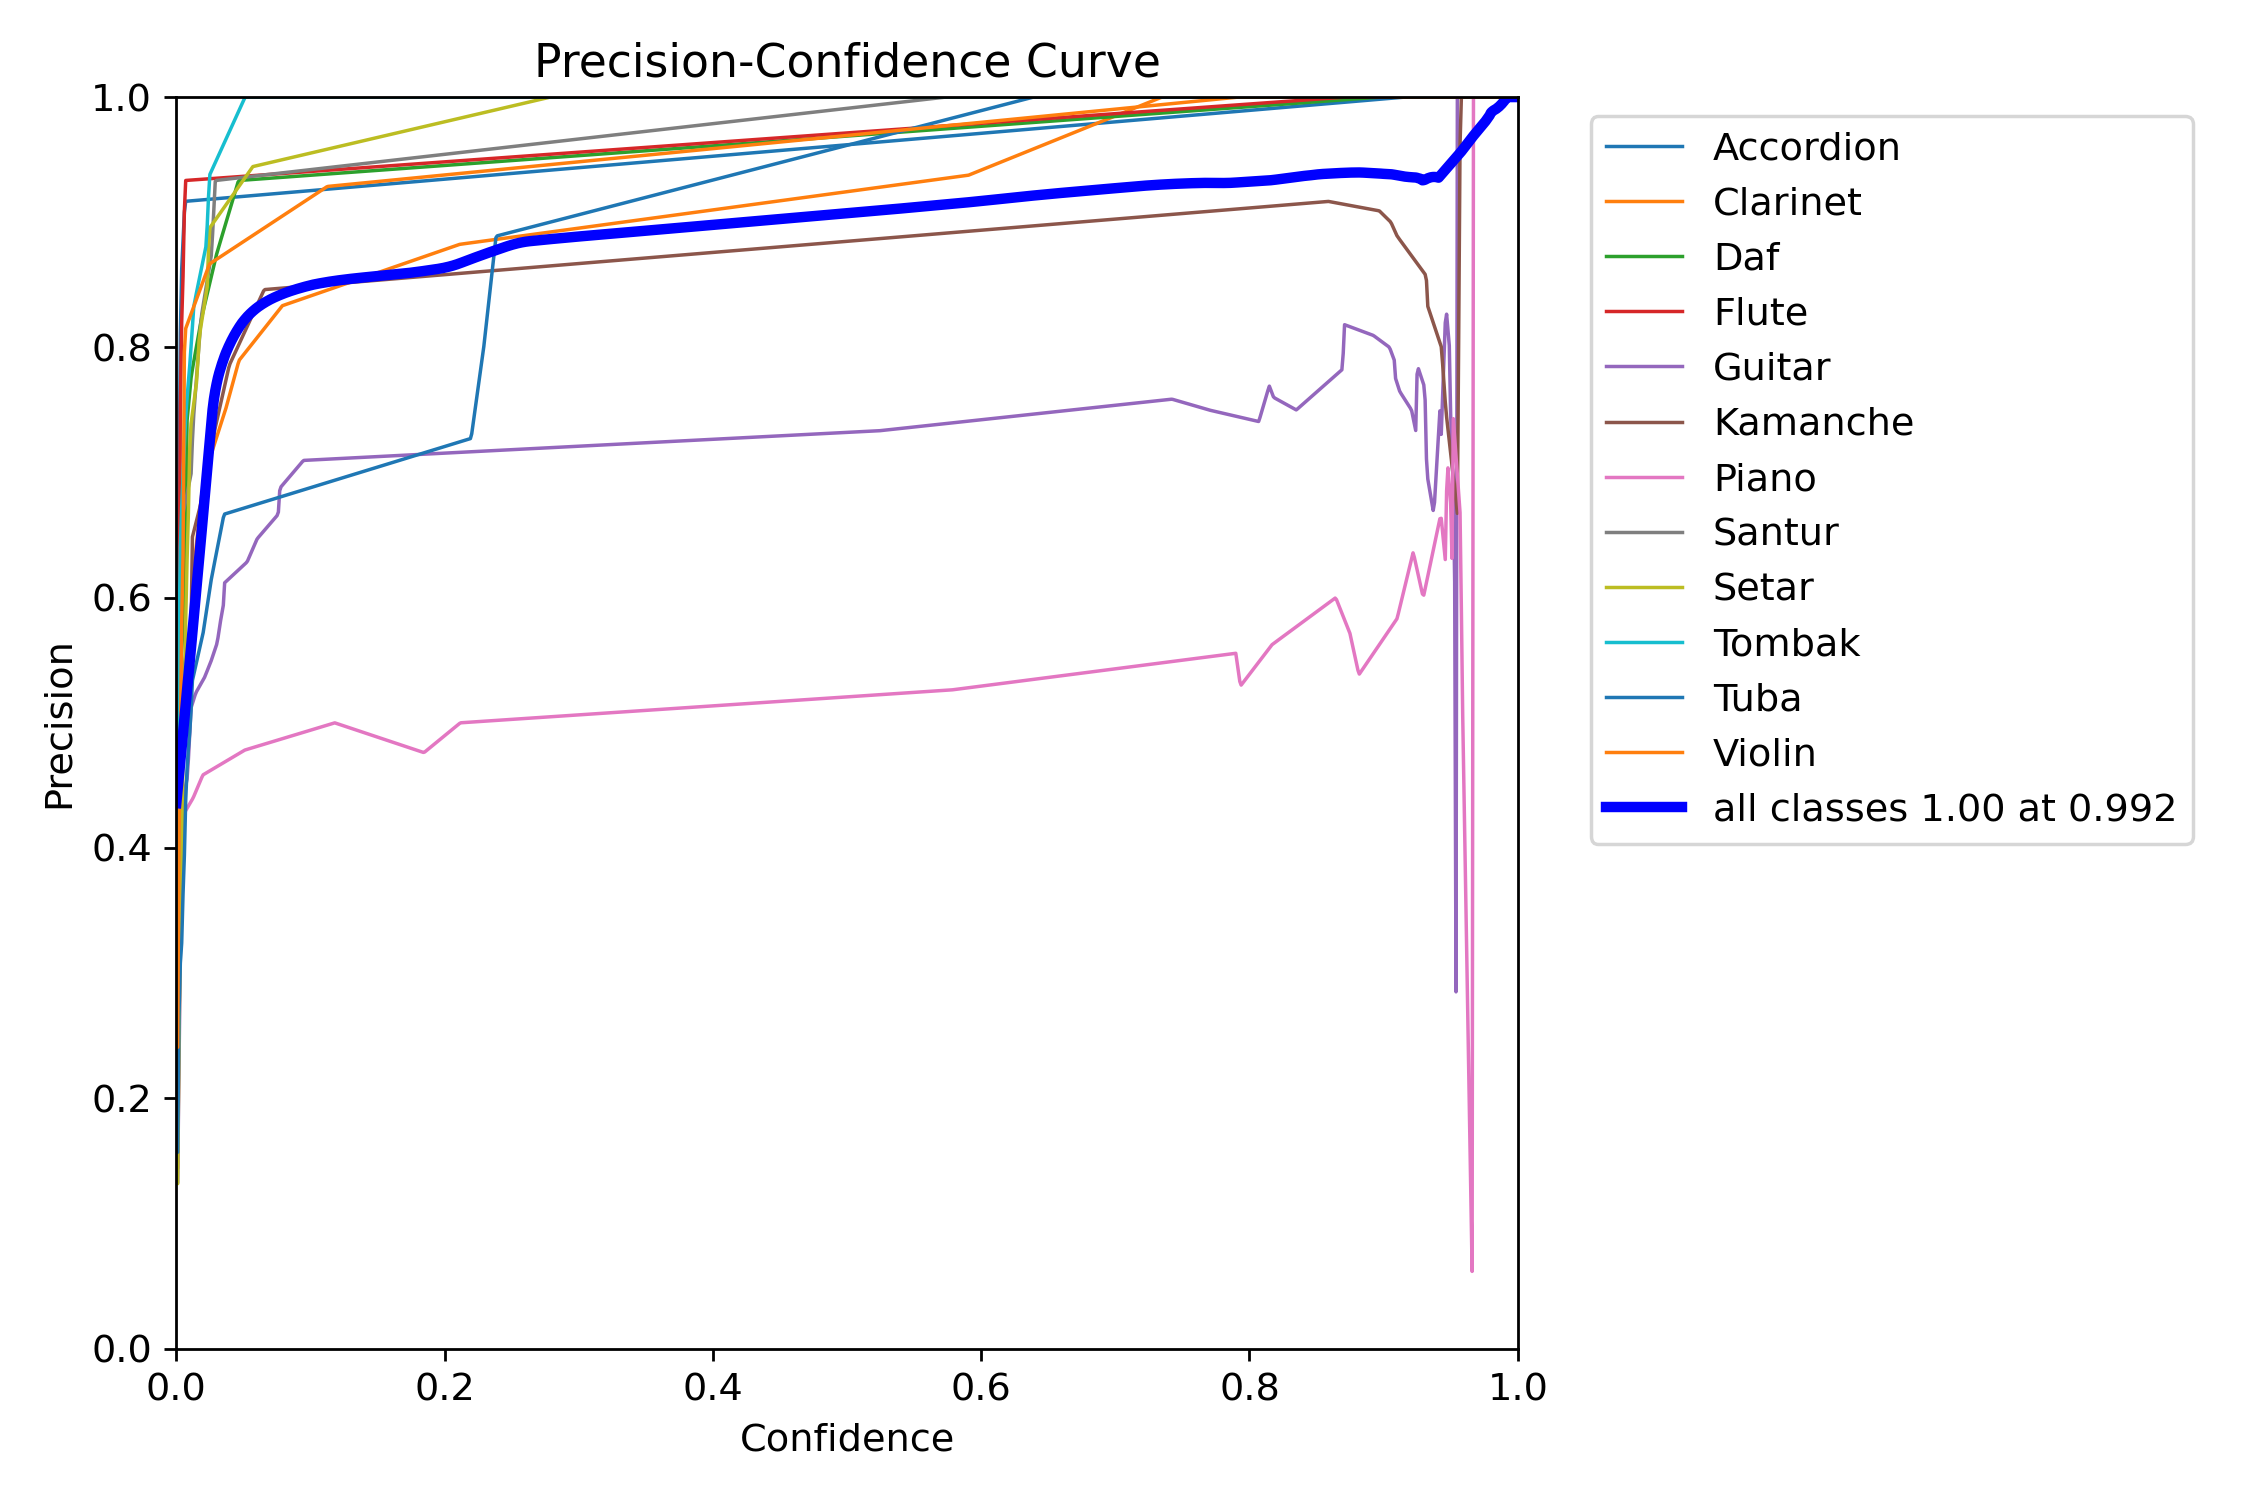 Precision-Confidence Curve
1.0
0.8
0.6
0.4
0.2
0.0
Precision
0.0 0.2 0.4 0.6 0.8 1.0
Confidence
Accordion
Clarinet
Daf
Flute
Guitar
Kamanche
Piano
Santur
Setar
Tombak
Tuba
Violin
all classes 1.00 at 0.992